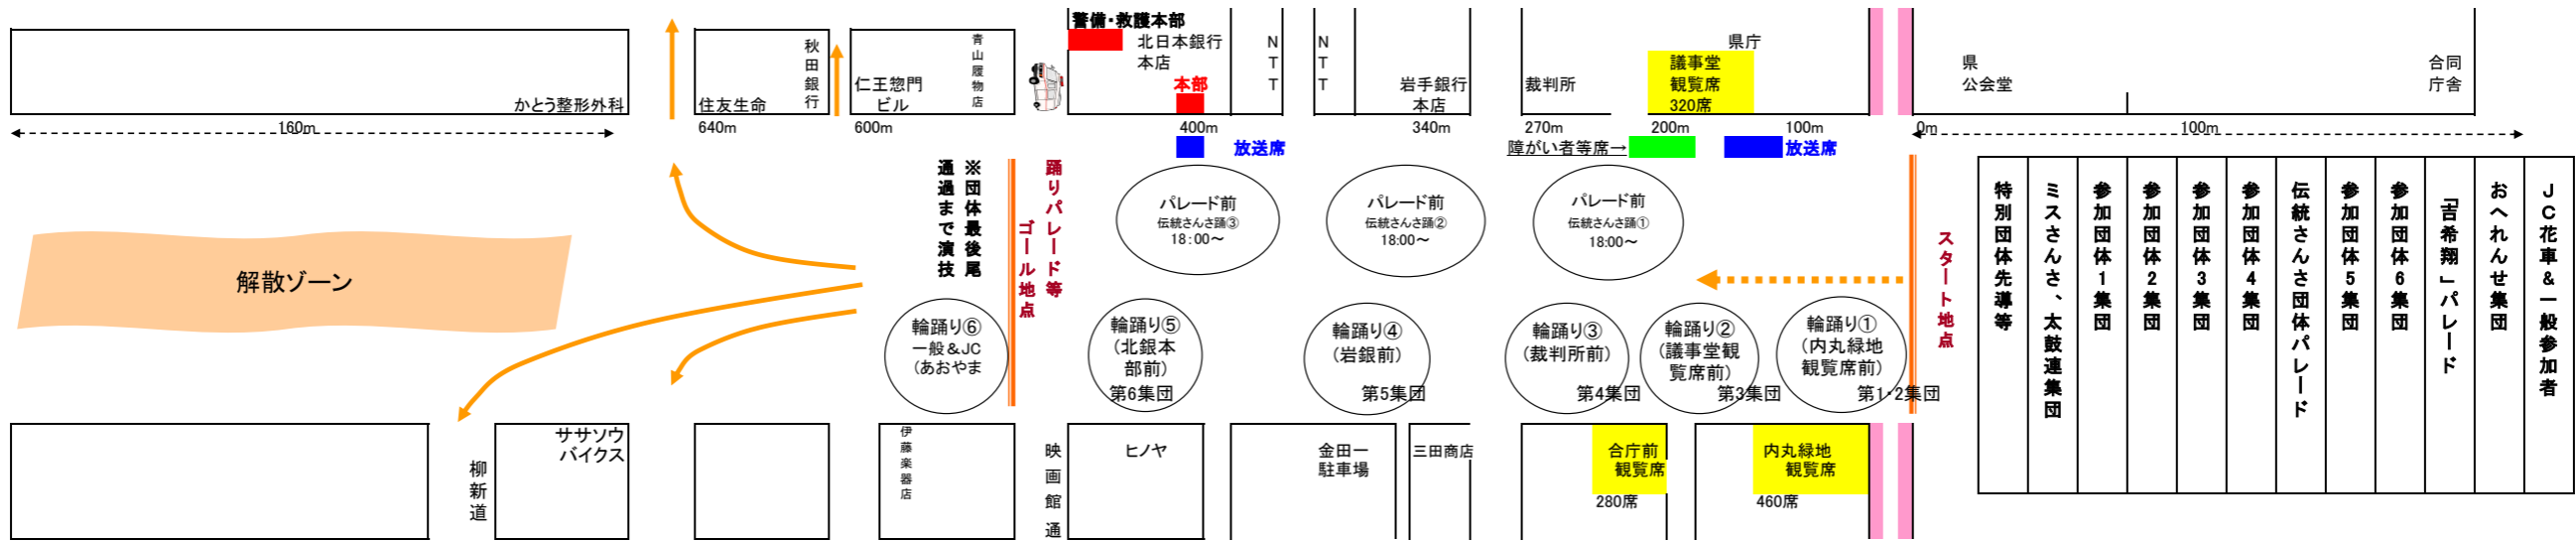 警備・救護本部
かとう整形外科
住友生命
秋田銀行
仁王惣門
ビル
青山履物店
北日本銀行
本店
本部
NTT
NTT
岩手銀行
本店
裁判所
県庁
議事堂
観覧席
320席
県
公会堂
合同
庁舎
160m
640m
600m
400m
340m
270m
200m
100m
0m
100m
放送席
障がい者等席→
放送席
※団体最後尾
通過まで演技
踊りパレード等
ゴール地点
パレード前
伝統さんさ踊③
18:00～
パレード前
伝統さんさ踊②
18:00～
パレード前
伝統さんさ踊①
18:00～
スタート地点
特別団体先導等
ミスさんさ、太鼓連集団
参加団体1集団
参加団体2集団
参加団体3集団
参加団体4集団
伝統さんさ団体パレード
参加団体5集団
参加団体6集団
「吉希翔」パレード
おへれんせ集団
JC花車&一般参加者
解散ゾーン
輪踊り⑥
一般&JC
(あおやま
輪踊り⑤
(北銀本
部前)
第6集団
輪踊り④
(岩銀前)
第5集団
輪踊り③
(裁判所前)
第4集団
輪踊り②
(議事堂観
覧席前)
第3集団
輪踊り①
(内丸緑地
観覧席前)
第1・2集団
柳新道
ササソウ
バイクス
伊藤楽器店
映画館通
ヒノヤ
金田一
駐車場
三田商店
合庁前
観覧席
280席
内丸緑地
観覧席
460席